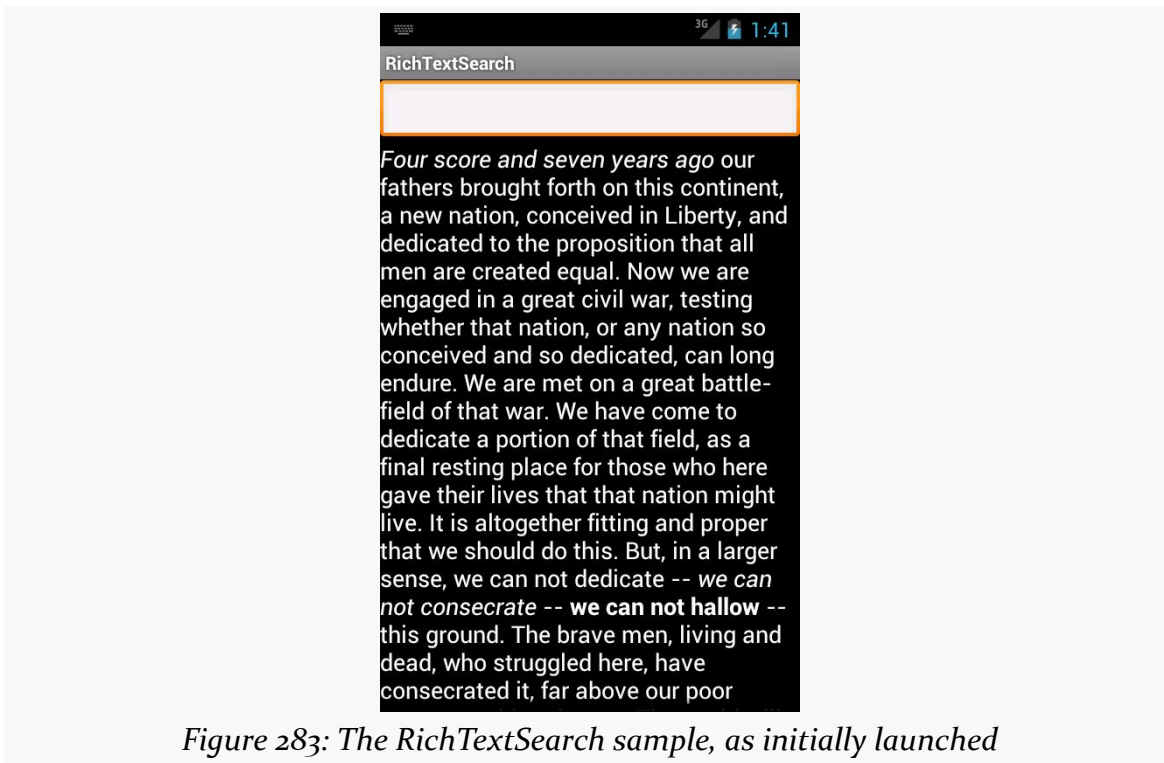 3G 1:41
RichTextSearch
Four score and seven years ago our
fathers brought forth on this continent,
a new nation, conceived in Liberty, and
dedicated to the proposition that all
men are created equal. Now we are
engaged in a great civil war, testing
whether that nation, or any nation so
conceived and so dedicated, can long
endure. We are met on a great battle-
field of that war. We have come to
dedicate a portion of that field, as a
final resting place for those who here
gave their lives that that nation might
live. It is altogether fitting and proper
that we should do this. But, in a larger
sense, we can not dedicate -- we can
not consecrate -- we can not hallow --
this ground. The brave men, living and
dead, who struggled here, have
consecrated it, far above our poor
Figure 283: The RichTextSearch sample, as initially launched